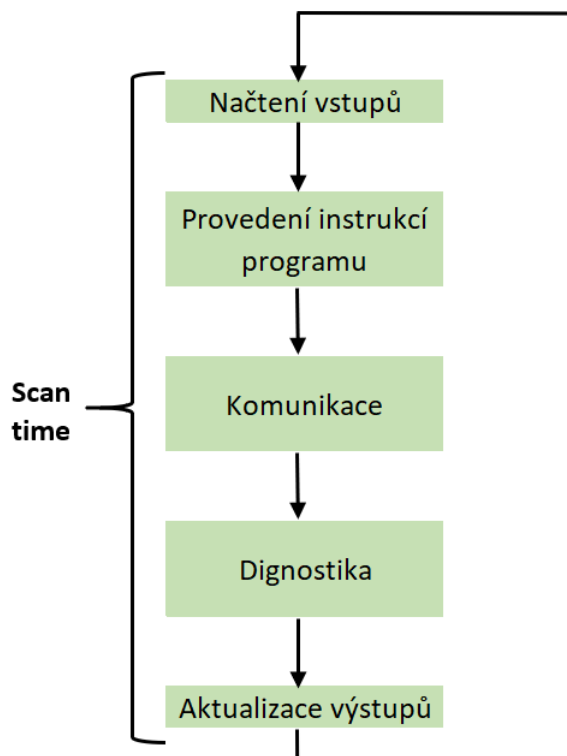 Načtení vstupů
Provedení instrukcí
programu
Scan
time
Komunikace
Dignostika
Aktualizace výstupů